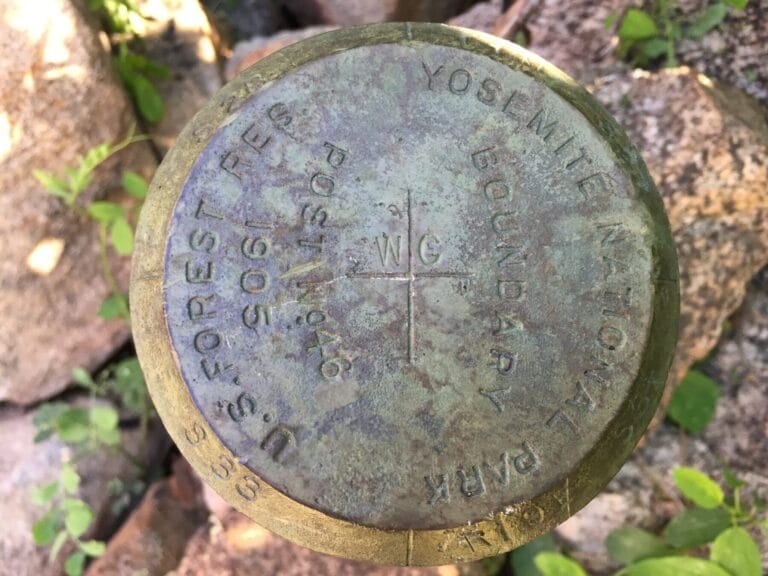 U.S. FOREST RES.
1905
POST No 46
W G
BOUNDARY
YOSEMITE NATIONAL PARK